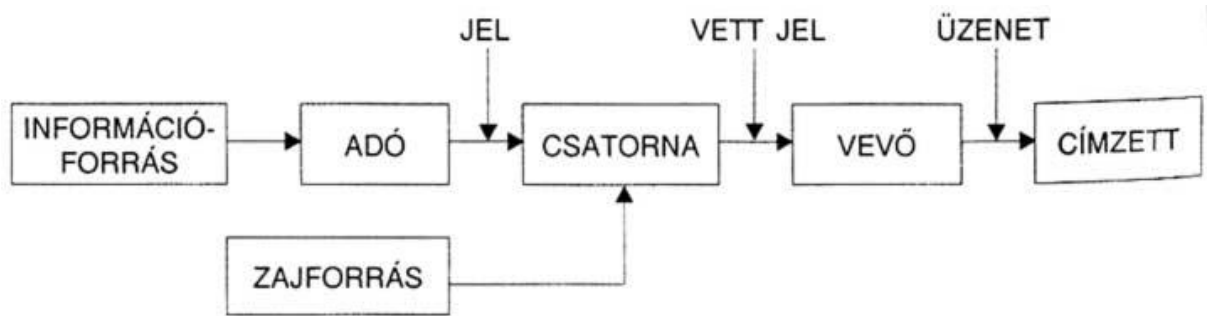 JEL
VETT JEL
ÜZENET
INFORMÁCIÓ-
FORRÁS
ADÓ
CSATORNA
VEVŐ
CÍMZETT
ZAJFORRÁS